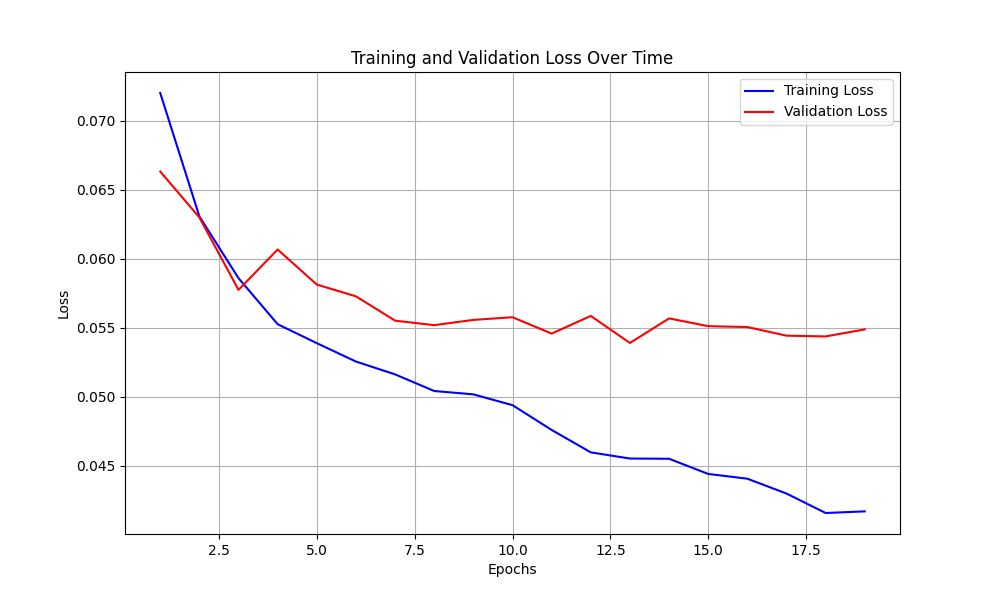 Training and Validation Loss Over Time
Training Loss
Validation Loss
0.070
0.065
0.060
0.055
0.050
0.045
Loss
2.5 5.0 7.5 10.0 12.5 15.0 17.5
Epochs